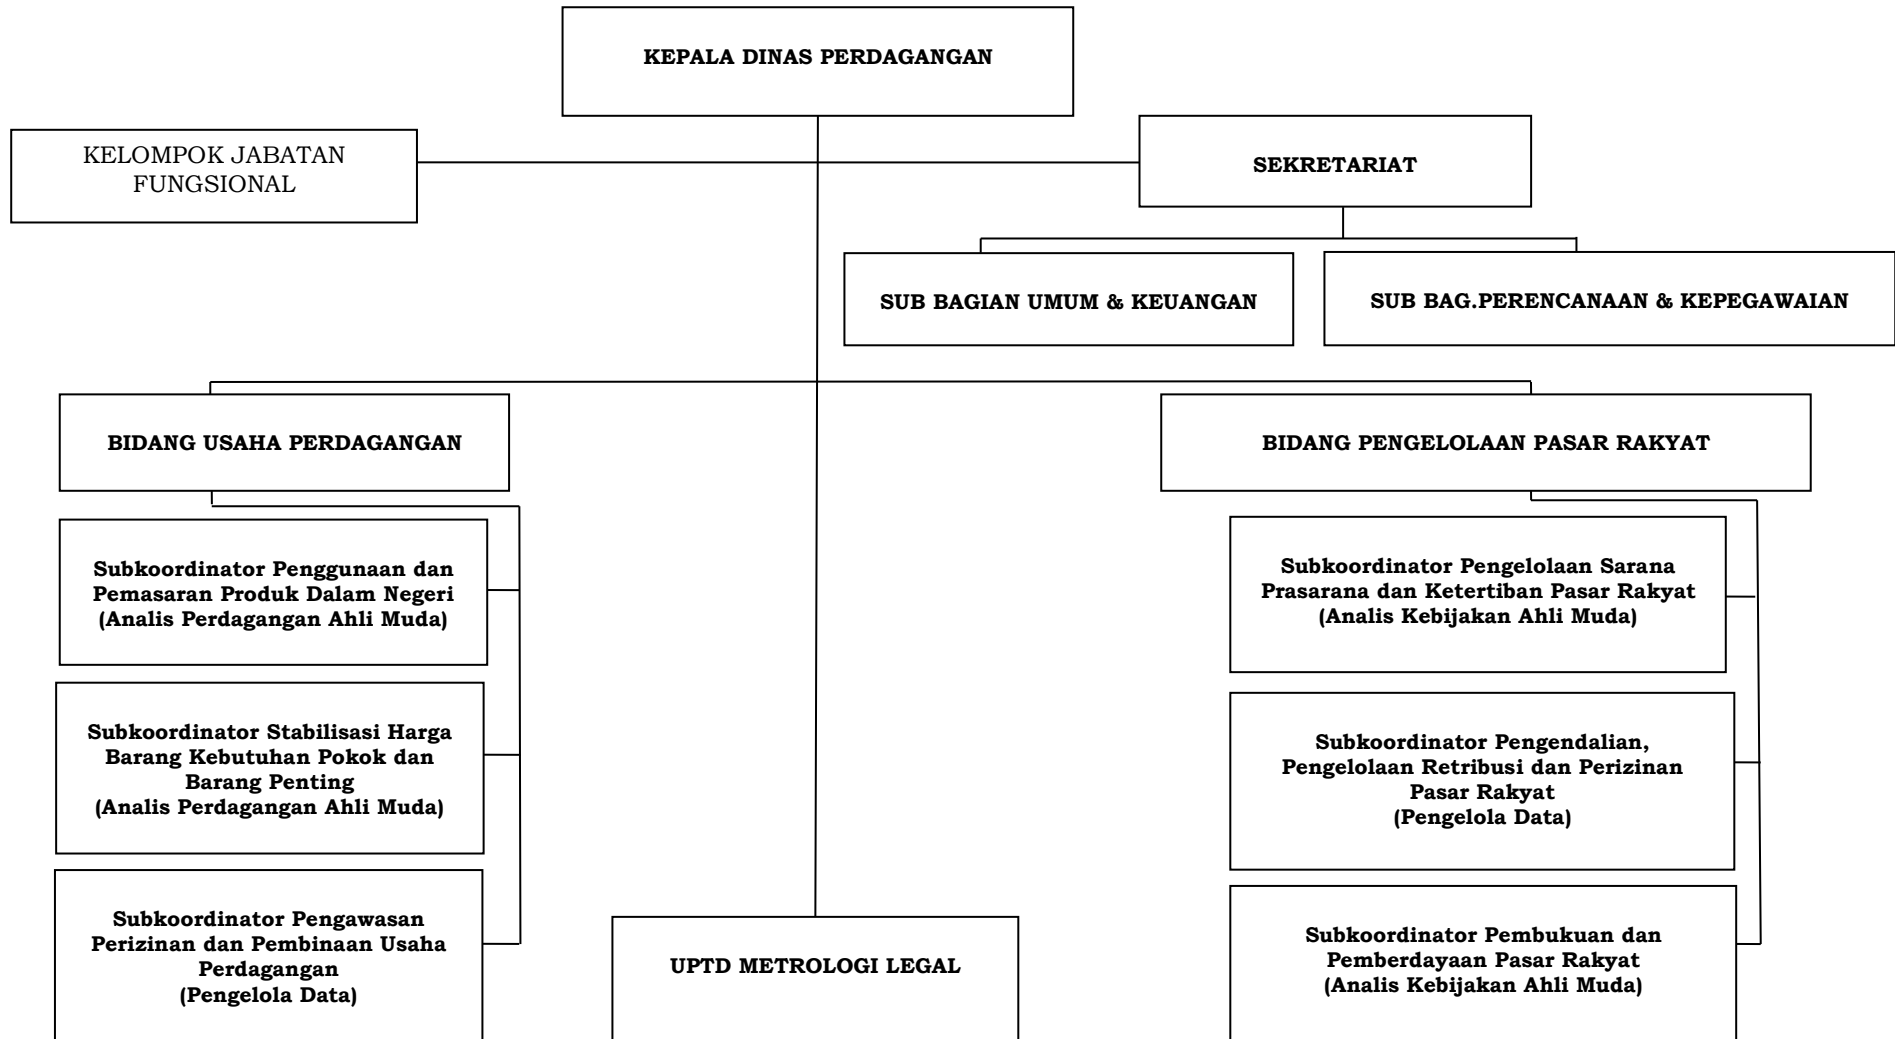 KEPALA DINAS PERDAGANGAN
KELOMPOK JABATAN
FUNGSIONAL
SEKRETARIAT
SUB BAGIAN UMUM & KEUANGAN
SUB BAG.PERENCANAAN & KEPEGAWAIAN
BIDANG USAHA PERDAGANGAN
BIDANG PENGELOLAAN PASAR RAKYAT
Subkoordinator Penggunaan dan
Pemasaran Produk Dalam Negeri
(Analis Perdagangan Ahli Muda)
Subkoordinator Stabilisasi Harga
Barang Kebutuhan Pokok dan
Barang Penting
(Analis Perdagangan Ahli Muda)
Subkoordinator Pengawasan
Perizinan dan Pembinaan Usaha
Perdagangan
(Pengelola Data)
UPTD METROLOGI LEGAL
Subkoordinator Pengelolaan Sarana
Prasarana dan Ketertiban Pasar Rakyat
(Analis Kebijakan Ahli Muda)
Subkoordinator Pengendalian,
Pengelolaan Retribusi dan Perizinan
Pasar Rakyat
(Pengelola Data)
Subkoordinator Pembukuan dan
Pemberdayaan Pasar Rakyat
(Analis Kebijakan Ahli Muda)